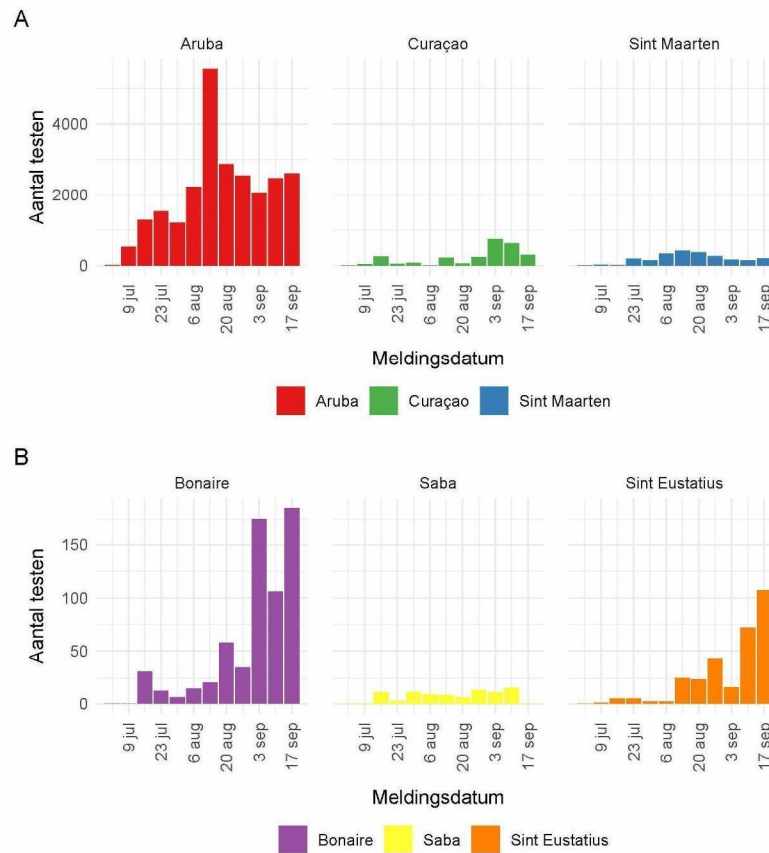 A
Aruba
Curaçao
Sint Maarten
Aantal testen
4000
2000
0
9 jul
23 jul
6 aug
20 aug
3 sep
17 sep
9 jul
23 jul
6 aug
20 aug
3 sep
17 sep
9 jul
23 jul
6 aug
20 aug
3 sep
17 sep
Meldingsdatum
Aruba
Curaçao
Sint Maarten
B
Bonaire
Saba
Sint Eustatius
Aantal testen
150
100
50
0
9 jul
23 jul
6 aug
20 aug
3 sep
17 sep
9 jul
23 jul
6 aug
20 aug
3 sep
17 sep
9 jul
23 jul
6 aug
20 aug
3 sep
17 sep
Meldingsdatum
Bonaire
Saba
Sint Eustatius